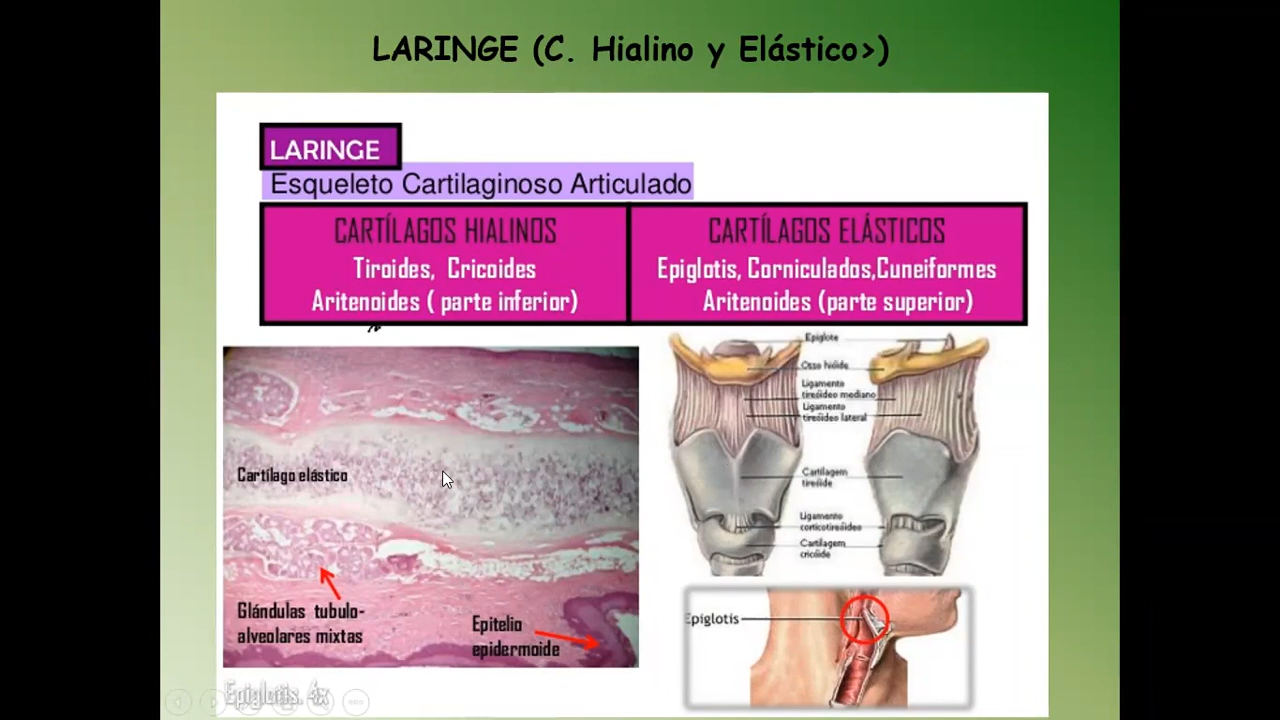 LARINGE (C. Hialino y Elástico>)
LARINGE
Esqueleto Cartilaginoso Articulado
CARTÍLAGOS HIALINOS
Tiroides, Cricoides
Aritenoides ( parte inferior)
CARTÍLAGOS ELÁSTICOS
Epiglotis, Corniculados,Cuneiformes
Aritenoides (parte superior)
Cartílago elástico
Glándulas tubulo-
alveolares mixtas
Epitelio
epidermoide
Epiglotis. 4x
Epiglote
Osso hióide
Ligamento
tireóideo mediano
Ligamento
tireóideo lateral
Cartilagem
tireóide
Ligamento
corticotireóideo
Cartilagem
cricóide
Epiglotis